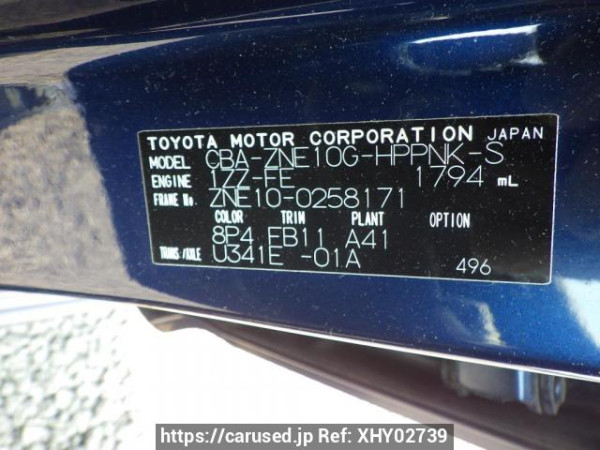 TOYOTA MOTOR CORPORATION JAPAN
MODEL CBA-ZNE10G-HPPNK-S
ENGINE 1ZZ-FE 1794 mL
FRAME No. ZNE10-0258171
COLOR TRIM PLANT OPTION
8P4 FB11 A41
TRANS./AXLE U341E -01A 496
https://carused.jp Ref: XHY02739